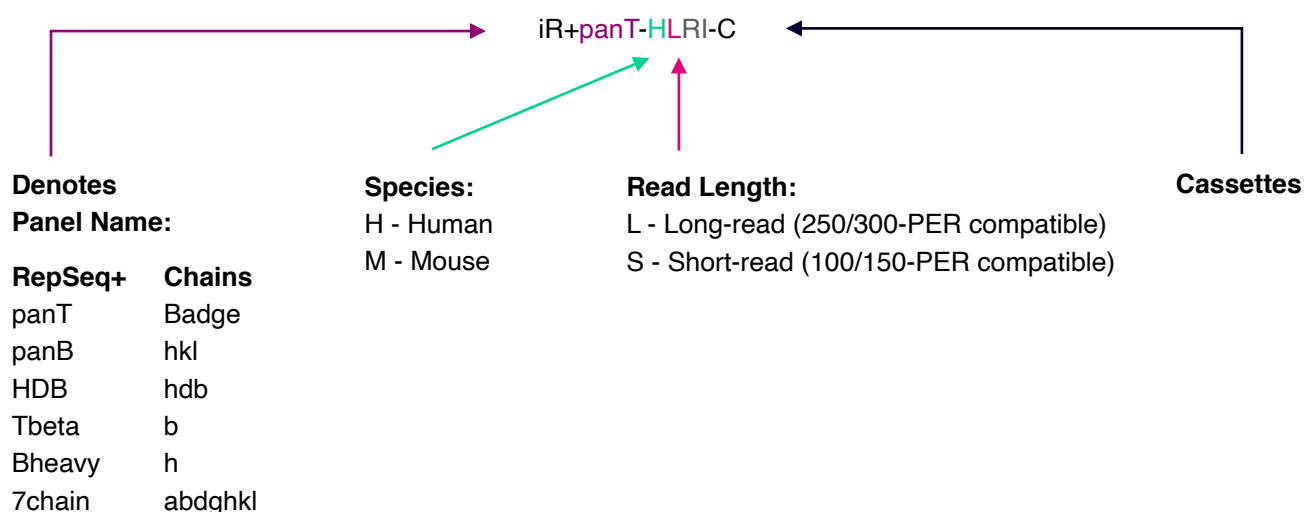 iR+panT-HLRI-C
Denotes
Panel Name:
RepSeq+ Chains
panT Badge
panB hkl
HDB hdb
Tbeta b
Bheavy h
7chain abdghkl
Species:
H - Human
M - Mouse
Read Length:
L - Long-read (250/300-PER compatible)
S - Short-read (100/150-PER compatible)
Cassettes